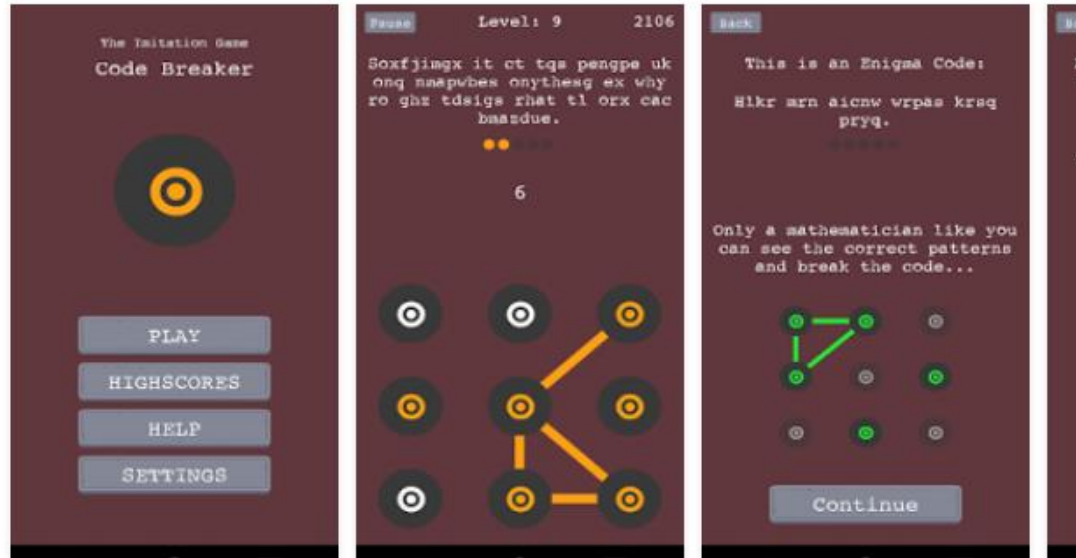 The Imitation Game
Code Breaker
PLAY
HIGHSCORES
HELP
SETTINGS
Pause
Level: 9
2106
Soxfjimgx it ct tqs pengpe uk
onq nmapwbes onythesg ex why
ro ghz tdsigs rhat tl orx cac
bmazdue.
6
Back
This is an Enigma Code:
Hlkr mrn aicnw wrpas krsq
pryq.
Only a mathematician like you
can see the correct patterns
and break the code...
Continue